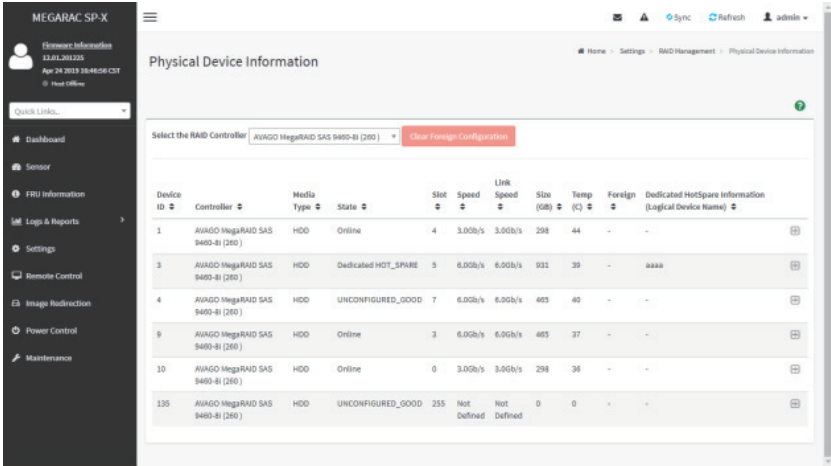 MEGARAC SP-X
Sync Refresh admin
Firmware Information
13.01.201225
Apr 24 2019 10:46:56 CST
Host Offline
Physical Device Information
Home > Settings > RAID Management > Physical Device Information
Quick Links...
Dashboard
Sensor
FRU Information
Logs & Reports
Settings
Remote Control
Image Redirection
Power Control
Maintenance
Select the RAID Controller AVAGO MegaRAID SAS 9460-8i (260 ) Clear Foreign Configuration
Device ID Controller Media Type State Slot Speed Link Speed Size (GB) Temp (C) Foreign Dedicated HotSpare Information (Logical Device Name)
1 AVAGO MegaRAID SAS 9460-8i (260 ) HDD Online 4 3.0Gb/s 3.0Gb/s 298 44 - -
3 AVAGO MegaRAID SAS 9460-8i (260 ) HDD Dedicated HOT_SPARE 5 6.0Gb/s 6.0Gb/s 931 39 - aaaa
4 AVAGO MegaRAID SAS 9460-8i (260 ) HDD UNCONFIGURED_GOOD 7 6.0Gb/s 6.0Gb/s 465 40 - -
9 AVAGO MegaRAID SAS 9460-8i (260 ) HDD Online 3 6.0Gb/s 6.0Gb/s 465 37 - -
10 AVAGO MegaRAID SAS 9460-8i (260 ) HDD Online 0 3.0Gb/s 3.0Gb/s 298 36 - -
135 AVAGO MegaRAID SAS 9460-8i (260 ) HDD UNCONFIGURED_GOOD 255 Not Defined Not Defined 0 0 - -